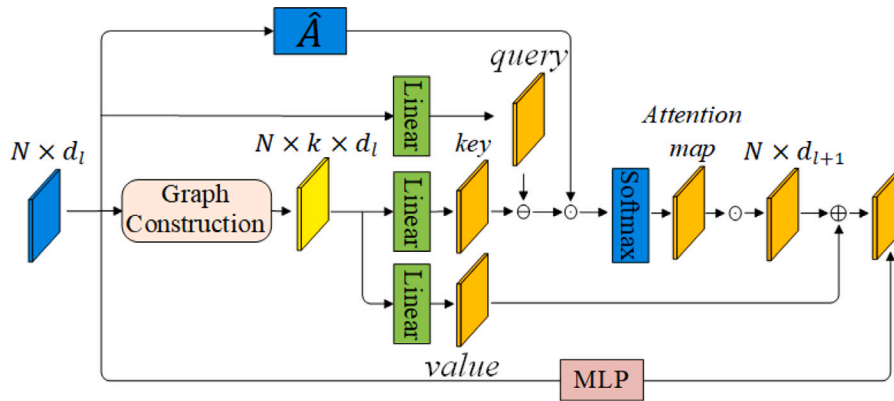 Â
query
Linear
N × d_l
N × k × d_l
key
Attention
map
N × d_{l+1}
Graph
Construction
Linear
Softmax
Linear
value
MLP